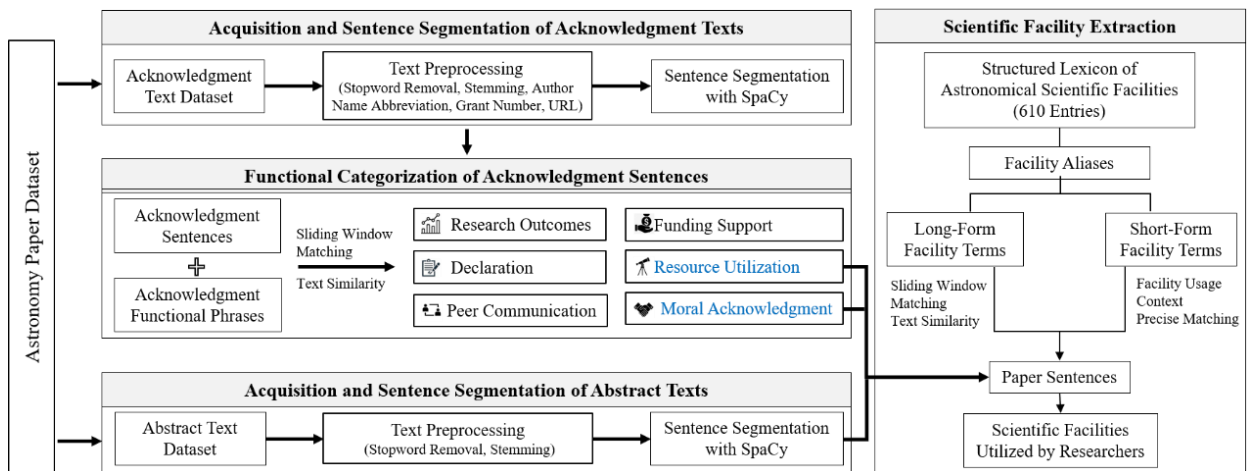 Astronomy Paper Dataset
Acquisition and Sentence Segmentation of Acknowledgment Texts
Acknowledgment
Text Dataset
Text Preprocessing
(Stopword Removal, Stemming, Author
Name Abbreviation, Grant Number, URL)
Sentence Segmentation
with SpaCy
Functional Categorization of Acknowledgment Sentences
Acknowledgment
Sentences
Acknowledgment
Functional Phrases
Sliding Window
Matching
Text Similarity
Research Outcomes
Declaration
Peer Communication
Funding Support
Resource Utilization
Moral Acknowledgment
Acquisition and Sentence Segmentation of Abstract Texts
Abstract Text
Dataset
Text Preprocessing
(Stopword Removal, Stemming)
Sentence Segmentation
with SpaCy
Scientific Facility Extraction
Structured Lexicon of
Astronomical Scientific Facilities
(610 Entries)
Facility Aliases
Long-Form
Facility Terms
Short-Form
Facility Terms
Sliding Window
Matching
Text Similarity
Facility Usage
Context
Precise Matching
Paper Sentences
Scientific Facilities
Utilized by Researchers